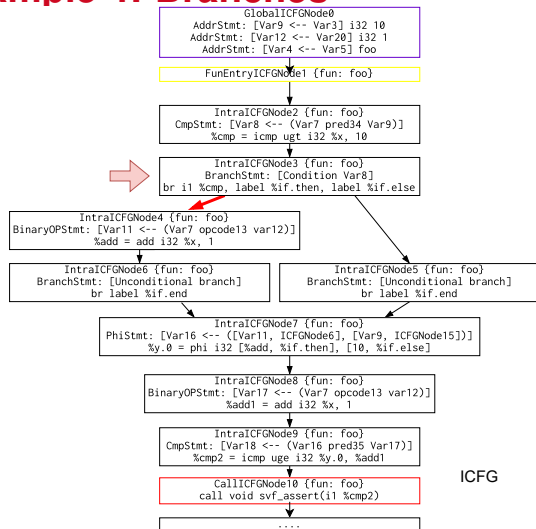 ample 4: Branches
GlobalICFGNode0
AddrStmt: [Var9 <-- Var3] i32 10
AddrStmt: [Var12 <-- Var20] i32 1
AddrStmt: [Var4 <-- Var5] foo
FunEntryICFGNode1 {fun: foo}
IntraICFGNode2 {fun: foo}
CmpStmt: [Var8 <-- (Var7 pred34 Var9)]
%cmp = icmp ugt i32 %x, 10
IntraICFGNode3 {fun: foo}
BranchStmt: [Condition Var8]
br i1 %cmp, label %if.then, label %if.else
IntraICFGNode4 {fun: foo}
BinaryOPStmt: [Var11 <-- (Var7 opcode13 var12)]
%add = add i32 %x, 1
IntraICFGNode6 {fun: foo}
BranchStmt: [Unconditional branch]
br label %if.end
IntraICFGNode5 {fun: foo}
BranchStmt: [Unconditional branch]
br label %if.end
IntraICFGNode7 {fun: foo}
PhiStmt: [Var16 <-- ([Var11, ICFGNode6], [Var9, ICFGNode15])]
%y.0 = phi i32 [%add, %if.then], [10, %if.else]
IntraICFGNode8 {fun: foo}
BinaryOPStmt: [Var17 <-- (Var7 opcode13 var12)]
%add1 = add i32 %x, 1
IntraICFGNode9 {fun: foo}
CmpStmt: [Var18 <-- (Var16 pred35 Var17)]
%cmp2 = icmp uge i32 %y.0, %add1
ICFG
CallICFGNode10 {fun: foo}
call void svf_assert(i1 %cmp2)
....